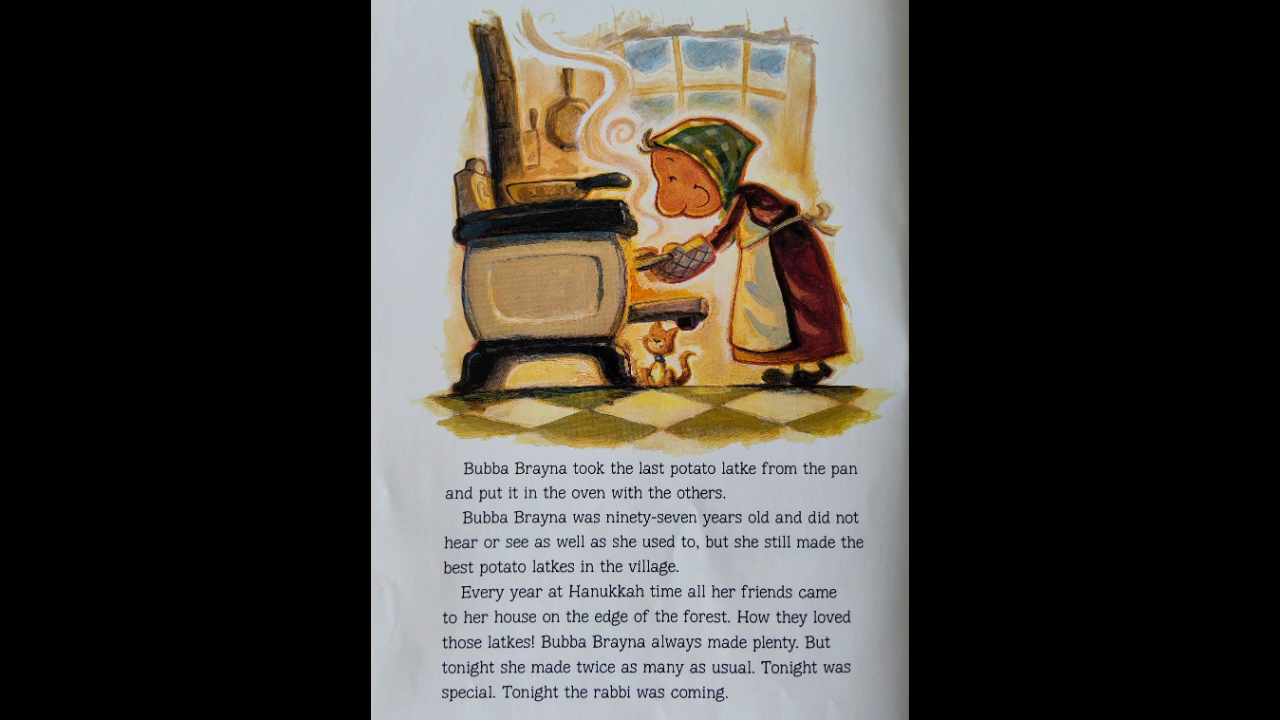 Bubba Brayna took the last potato latke from the pan
and put it in the oven with the others.
Bubba Brayna was ninety-seven years old and did not
hear or see as well as she used to, but she still made the
best potato latkes in the village.
Every year at Hanukkah time all her friends came
to her house on the edge of the forest. How they loved
those latkes! Bubba Brayna always made plenty. But
tonight she made twice as many as usual. Tonight was
special. Tonight the rabbi was coming.